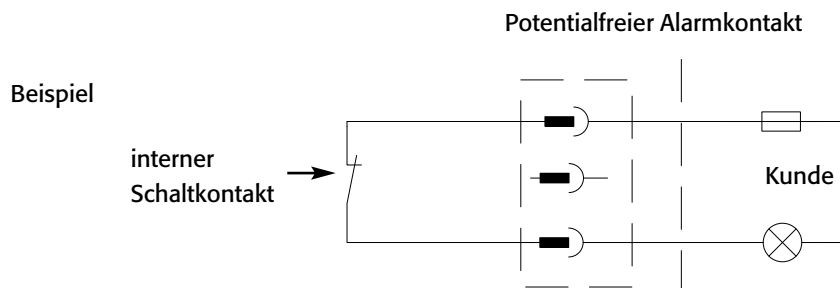 Potentialfreier Alarmkontakt
Beispiel
interner
Schaltkontakt
Kunde